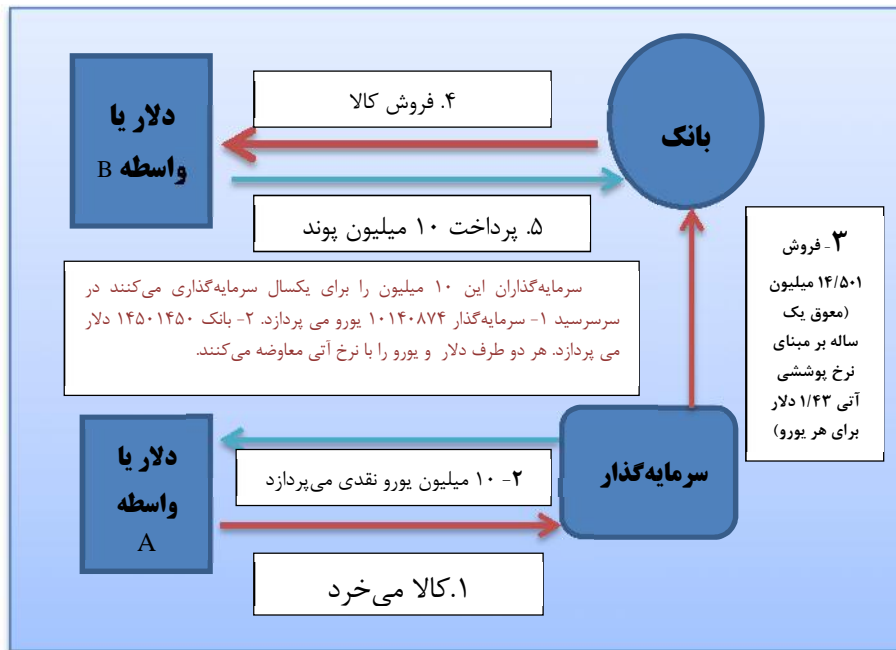 ۴. فروش کالا
دلار یا
واسطه B
بانک
۵. پرداخت ۱۰ میلیون پوند
۳- فروش
۱۴/۵۰۱ میلیون
(معوق یک
ساله بر مبنای
نرخ پوششی
آتی ۱/۴۳ دلار
برای هر یورو)
سرمایه‌گذاران این ۱۰ میلیون را برای یکسال سرمایه‌گذاری می‌کنند در
سررسید ۱- سرمایه‌گذار ۱۰۱۴۰۸۷۴ یورو می پردازد. ۲- بانک ۱۴۵۰۱۴۵۰ دلار
می پردازد. هر دو طرف دلار و یورو را با نرخ آتی معاوضه می‌کنند.
دلار یا
واسطه
A
۲- ۱۰ میلیون یورو نقدی می‌پردازد
سرمایه‌گذار
۱.کالا می‌خرد